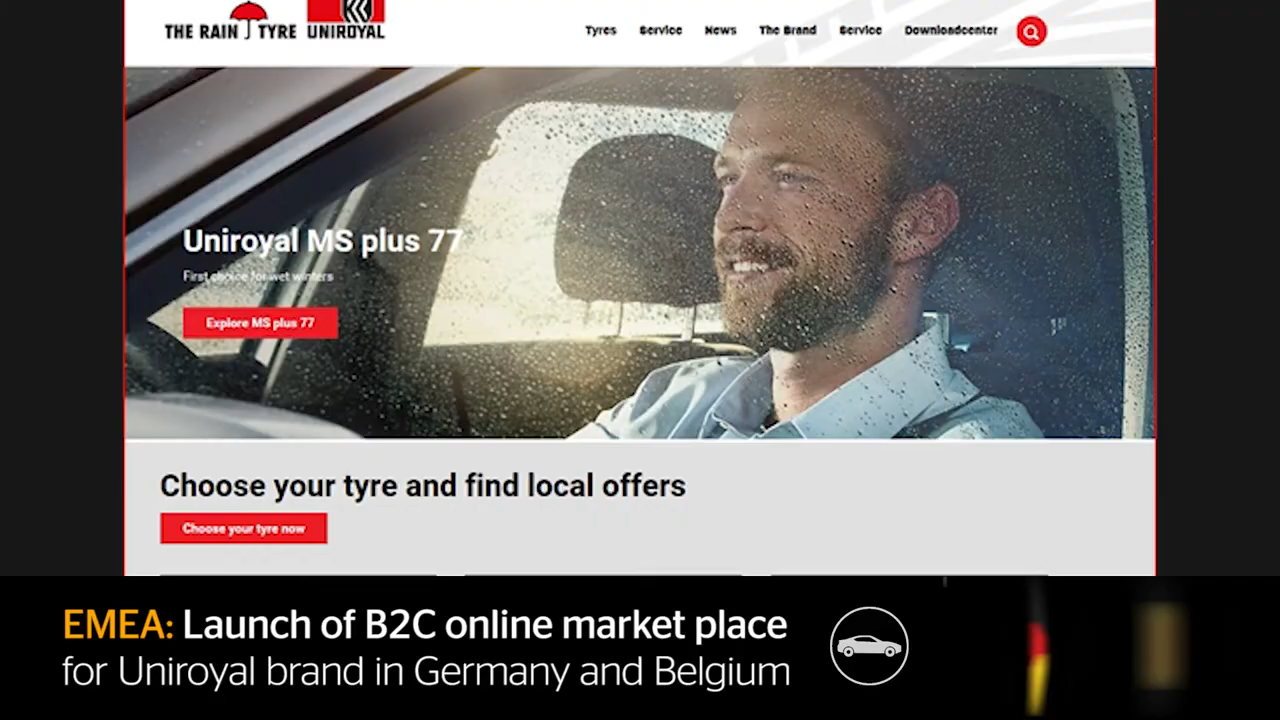 THE RAIN TYRE UNIROYAL
Tyres Service News The Brand Service Downloadcenter
Uniroyal MS plus 77
First choice for wet winters
Explore MS plus 77
Choose your tyre and find local offers
Choose your tyre now
EMEA: Launch of B2C online market place
for Uniroyal brand in Germany and Belgium